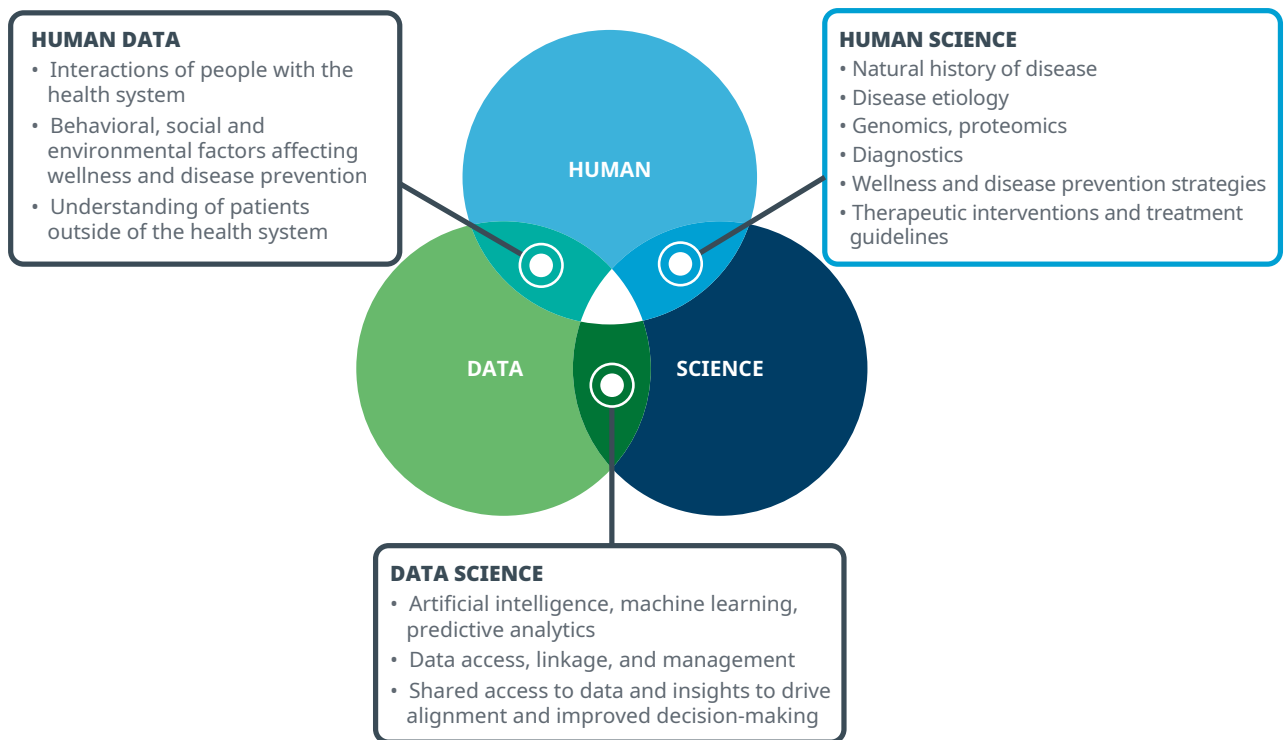 HUMAN DATA
• Interactions of people with the
health system
• Behavioral, social and
environmental factors affecting
wellness and disease prevention
• Understanding of patients
outside of the health system
HUMAN SCIENCE
• Natural history of disease
• Disease etiology
• Genomics, proteomics
• Diagnostics
• Wellness and disease prevention strategies
• Therapeutic interventions and treatment
guidelines
HUMAN
DATA
SCIENCE
DATA SCIENCE
• Artificial intelligence, machine learning,
predictive analytics
• Data access, linkage, and management
• Shared access to data and insights to drive
alignment and improved decision-making